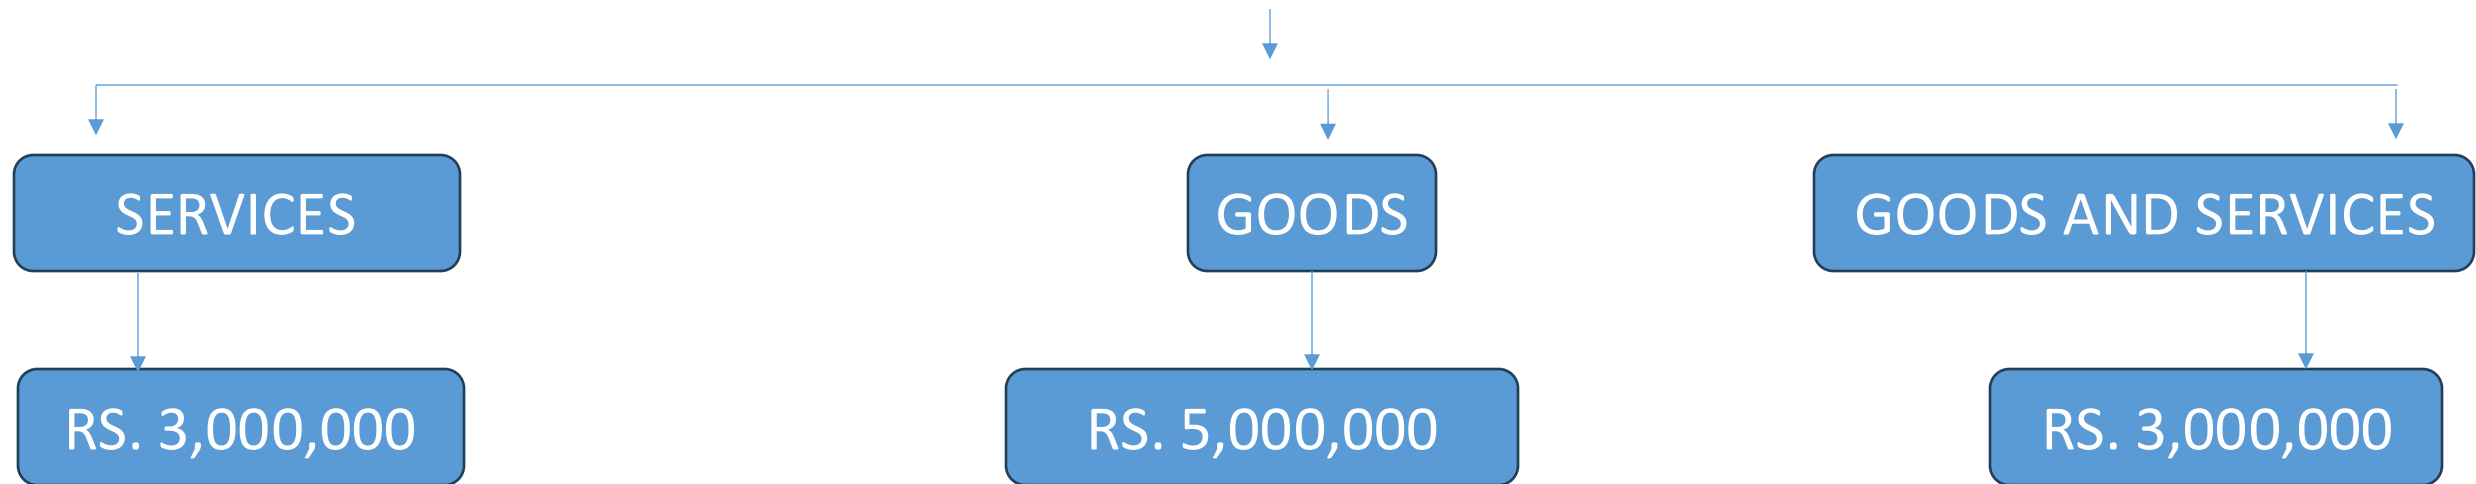 SERVICES
GOODS
GOODS AND SERVICES
RS. 3,000,000
RS. 5,000,000
RS. 3,000,000